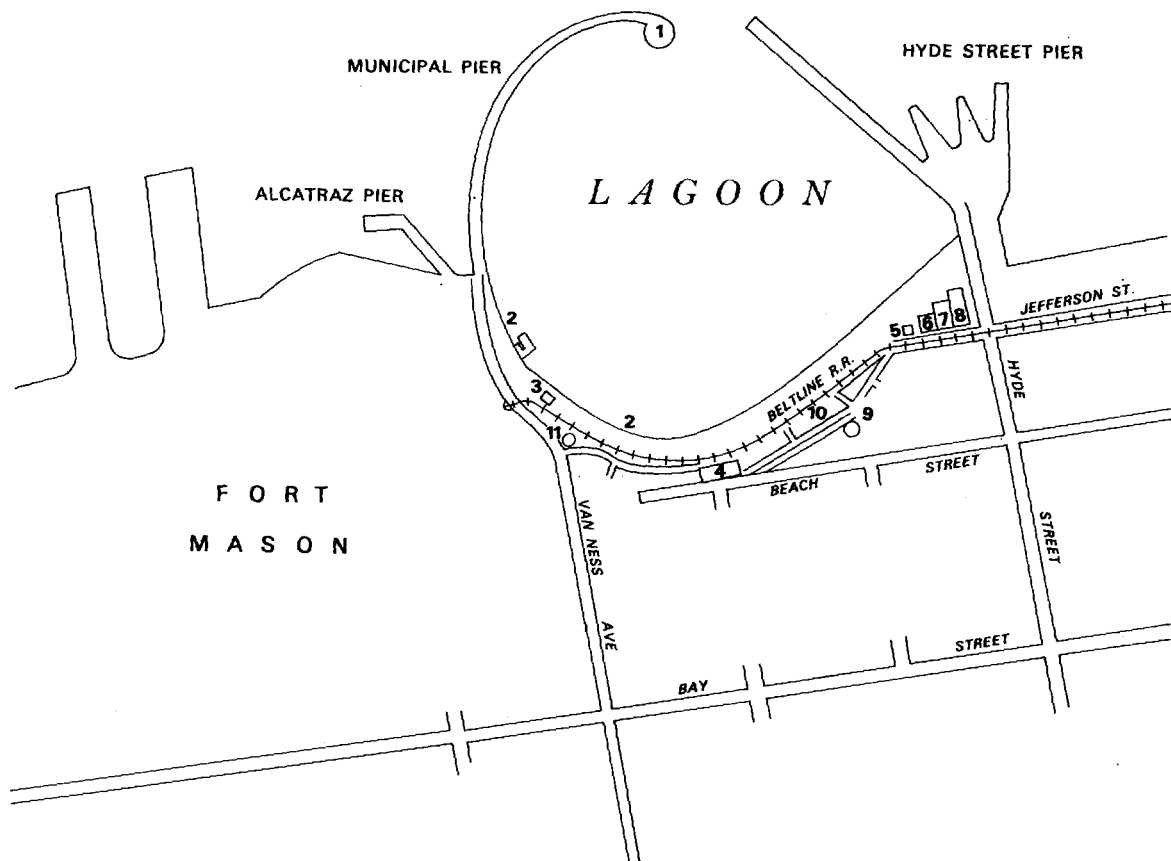 1
MUNICIPAL PIER
HYDE STREET PIER
ALCATRAZ PIER
LAGOON
2
5
6
7
8
JEFFERSON ST.
3
2
BELTLINE R.R.
HYDE
10
9
11
4
BEACH
STREET
FORT
MASON
VAN NESS
STREET
AVE
BAY
STREET